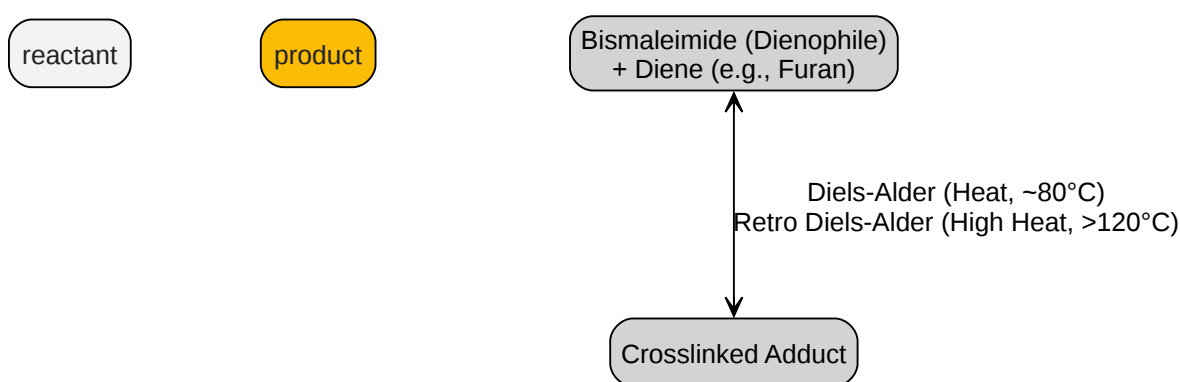 reactant
product
Bismaleimide (Dienophile)
+ Diene (e.g., Furan)
Diels-Alder (Heat, ~80°C)
Retro Diels-Alder (High Heat, >120°C)
Crosslinked Adduct